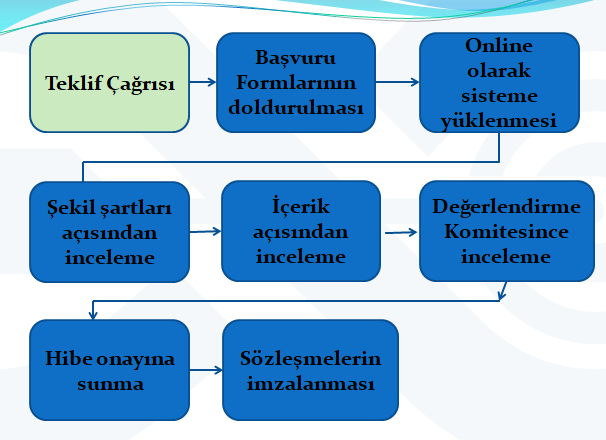 Teklif Çağrısı
Başvuru
Formlarının
doldurulması
Online
olarak
sisteme
yüklenmesi
Şekil şartları
açısından
inceleme
İçerik
açısından
inceleme
Değerlendirme
Komitesince
inceleme
Hibe onayına
sunma
Sözleşmelerin
imzalanması